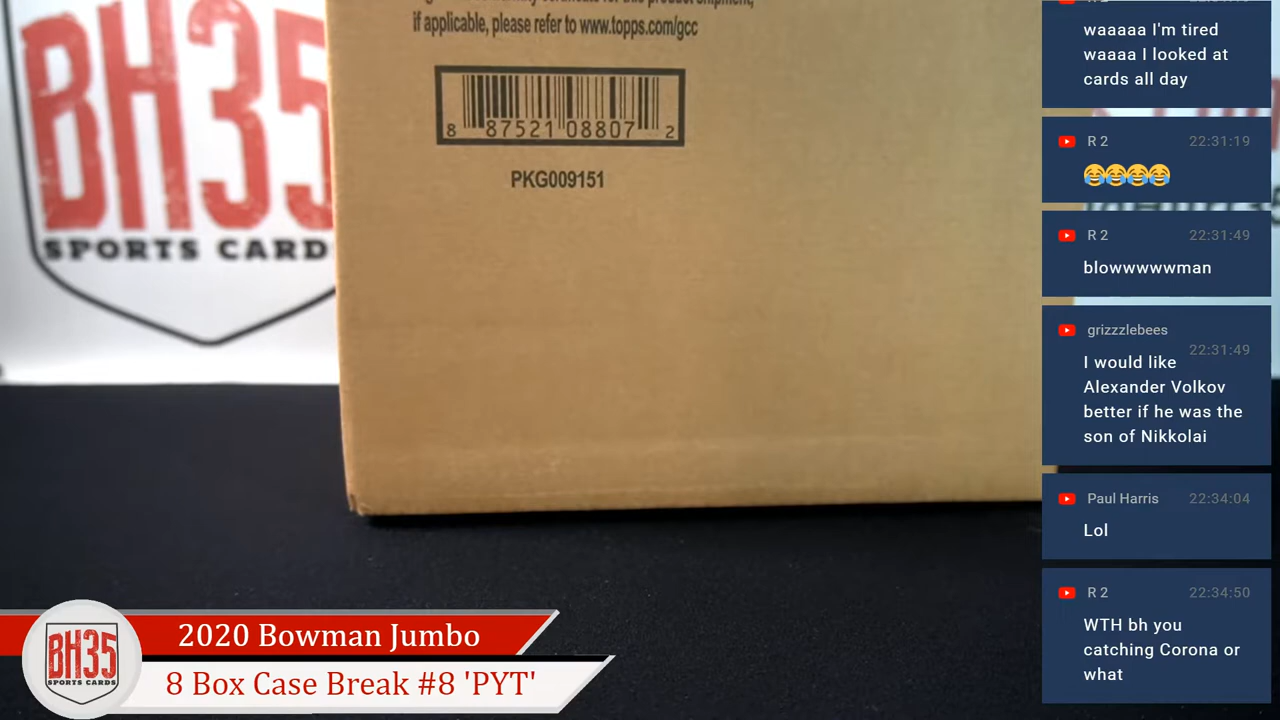 if applicable, please refer to www.topps.com/gcc
8 87521 08807 2
PKG009151
BH35
SPORTS CARD
waaaaa I'm tired
waaaa I looked at
cards all day
R 2 22:31:19
😂😂😂😂
R 2 22:31:49
blowwwwwman
grizzzlebees
22:31:49
I would like
Alexander Volkov
better if he was the
son of Nikkolai
Paul Harris 22:34:04
Lol
R 2 22:34:50
WTH bh you
catching Corona or
what
BH35
SPORTS CARDS
2020 Bowman Jumbo
8 Box Case Break #8 'PYT'